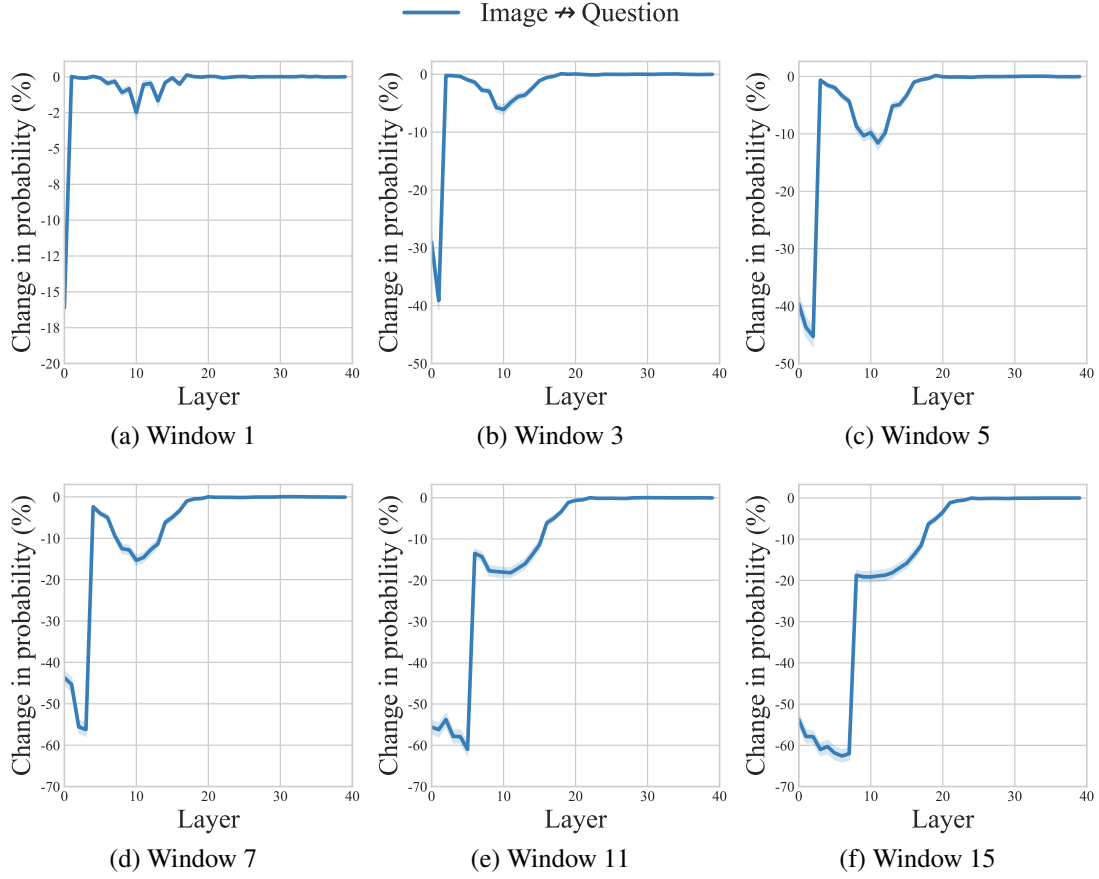 Image ↛ Question
Change in probability (%)
0
-2
-5
-8
-10
-12
-15
-18
-20
0 10 20 30 40
Layer
(a) Window 1
Change in probability (%)
0
-10
-20
-30
-40
-50
0 10 20 30 40
Layer
(b) Window 3
Change in probability (%)
0
-10
-20
-30
-40
-50
0 10 20 30 40
Layer
(c) Window 5
Change in probability (%)
0
-10
-20
-30
-40
-50
-60
-70
0 10 20 30 40
Layer
(d) Window 7
Change in probability (%)
0
-10
-20
-30
-40
-50
-60
-70
0 10 20 30 40
Layer
(e) Window 11
Change in probability (%)
0
-10
-20
-30
-40
-50
-60
-70
0 10 20 30 40
Layer
(f) Window 15